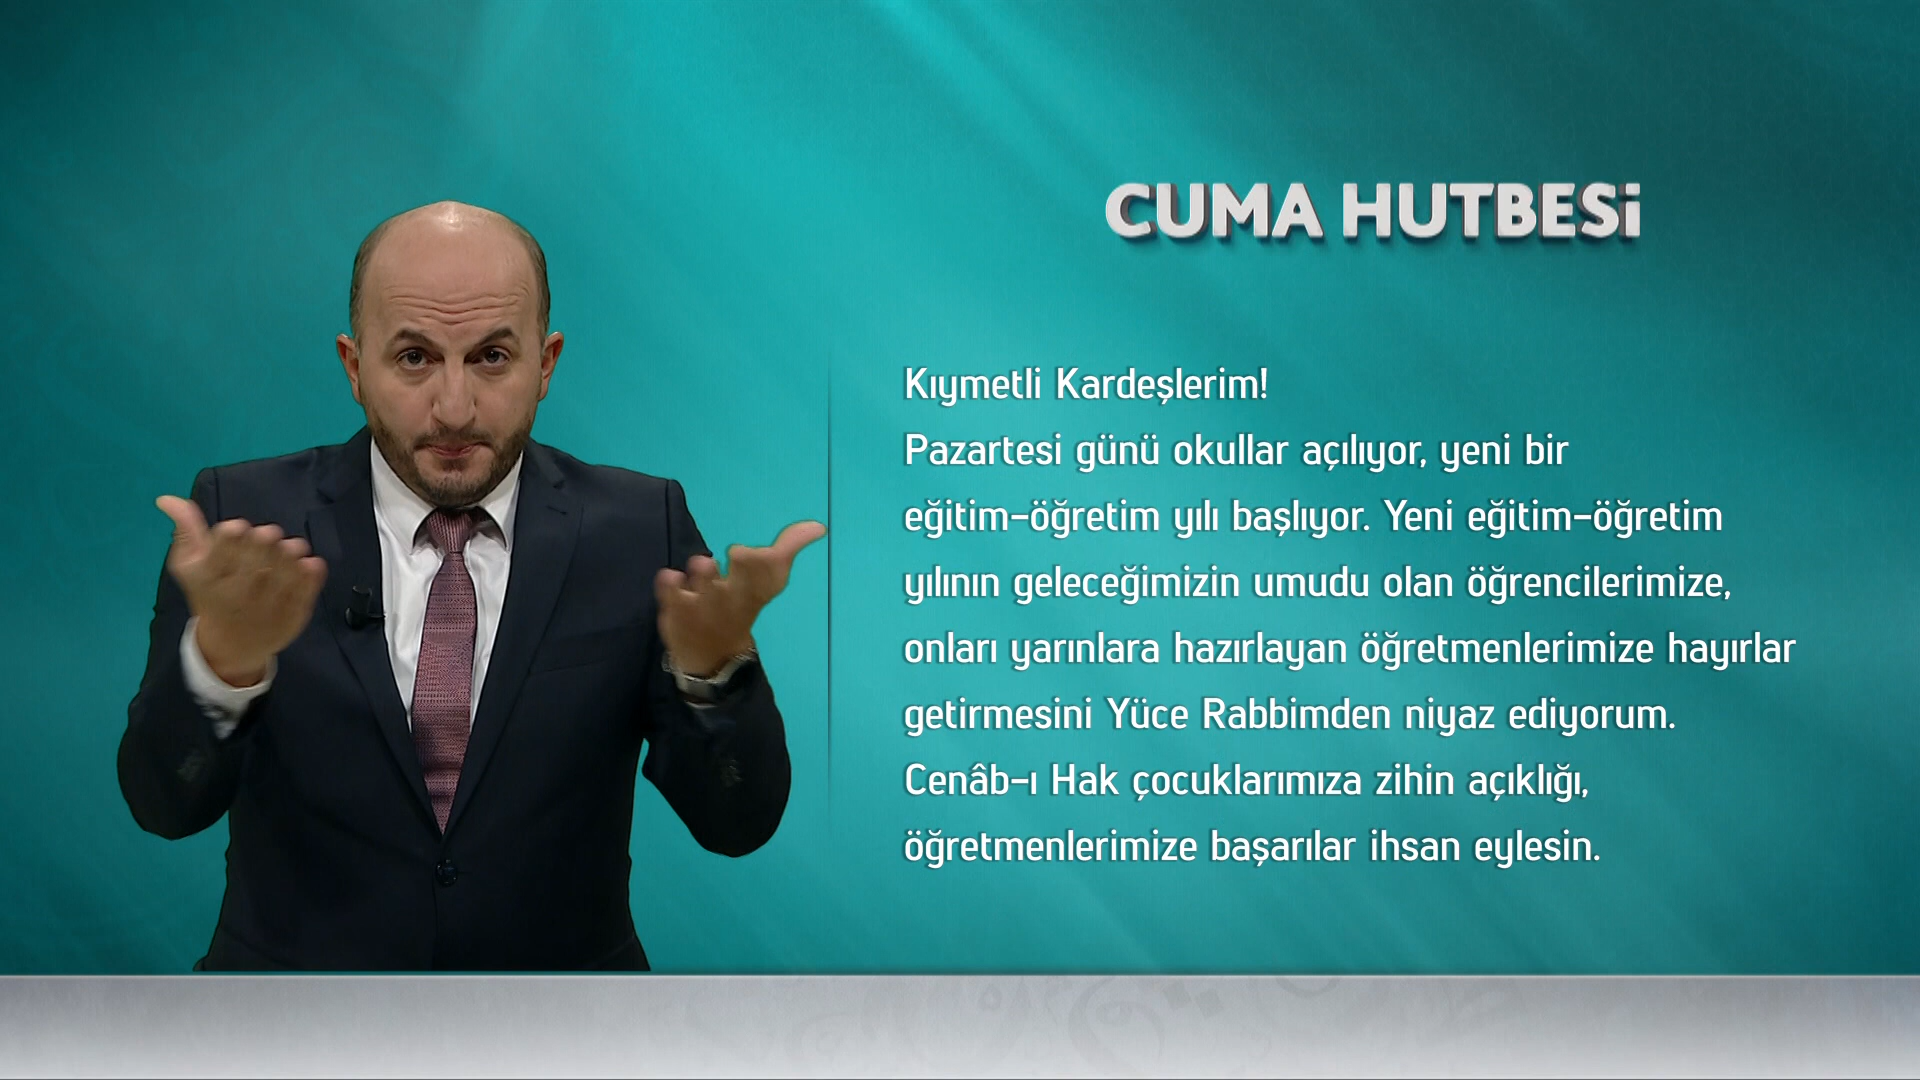 CUMA HUTBESİ
Kıymetli Kardeşlerim!
Pazartesi günü okullar açılıyor, yeni bir
eğitim-öğretim yılı başlıyor. Yeni eğitim-öğretim
yılının geleceğimizin umudu olan öğrencilerimize,
onları yarınlara hazırlayan öğretmenlerimize hayırlar
getirmesini Yüce Rabbimden niyaz ediyorum.
Cenâb-ı Hak çocuklarımıza zihin açıklığı,
öğretmenlerimize başarılar ihsan eylesin.